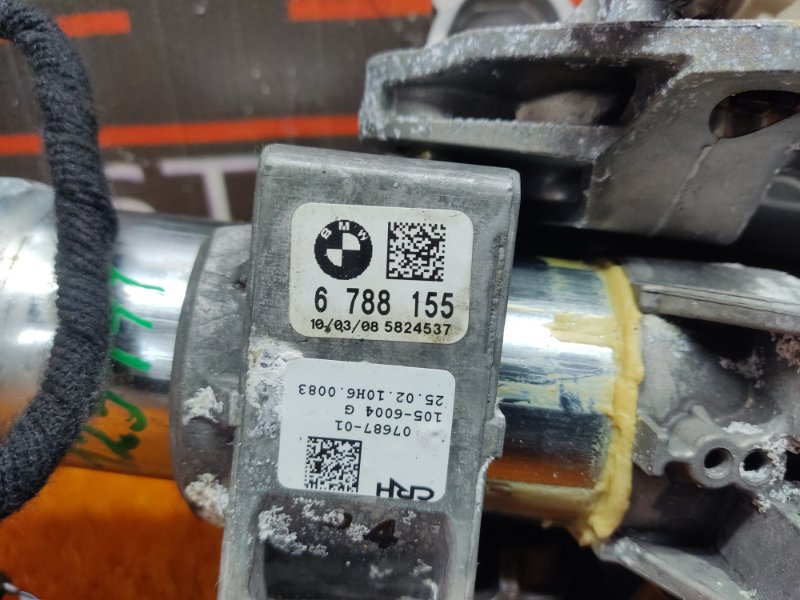 BMW
6 788 155
10/03/08 5824537
25.02.10H6.0083
105-6004 G
07687-01
CRH